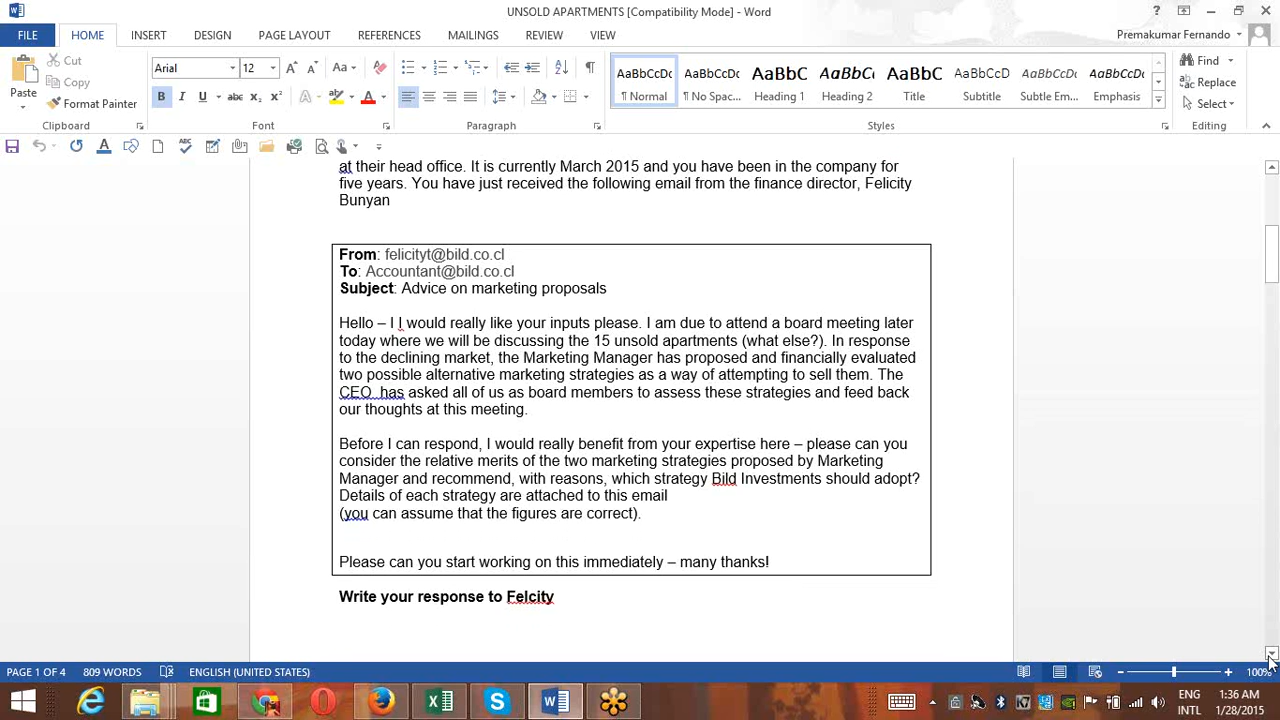 UNSOLD APARTMENTS [Compatibility Mode] - Word
FILE HOME INSERT DESIGN PAGE LAYOUT REFERENCES MAILINGS REVIEW VIEW Premakumar Fernando
Paste
Cut
Copy
Format Painter
Clipboard
Arial 12
Font
Paragraph
AaBbCcDc AaBbCcDc AaBbC AaBbC AaBbC AaBbCcD AaBbCcDc AaBbCcDc
¶ Normal ¶ No Spac... Heading 1 Heading 2 Title Subtitle Subtle Em... Emphasis
Styles
Find
Replace
Select
Editing
at their head office. It is currently March 2015 and you have been in the company for
five years. You have just received the following email from the finance director, Felicity
Bunyan
From: felicityt@bild.co.cl
To: Accountant@bild.co.cl
Subject: Advice on marketing proposals
Hello – I I would really like your inputs please. I am due to attend a board meeting later
today where we will be discussing the 15 unsold apartments (what else?). In response
to the declining market, the Marketing Manager has proposed and financially evaluated
two possible alternative marketing strategies as a way of attempting to sell them. The
CEO has asked all of us as board members to assess these strategies and feed back
our thoughts at this meeting.
Before I can respond, I would really benefit from your expertise here – please can you
consider the relative merits of the two marketing strategies proposed by Marketing
Manager and recommend, with reasons, which strategy Bild Investments should adopt?
Details of each strategy are attached to this email
(you can assume that the figures are correct).
Please can you start working on this immediately – many thanks!
Write your response to Felcity
PAGE 1 OF 4 809 WORDS ENGLISH (UNITED STATES) 100%
ENG 1:36 AM
INTL 1/28/2015